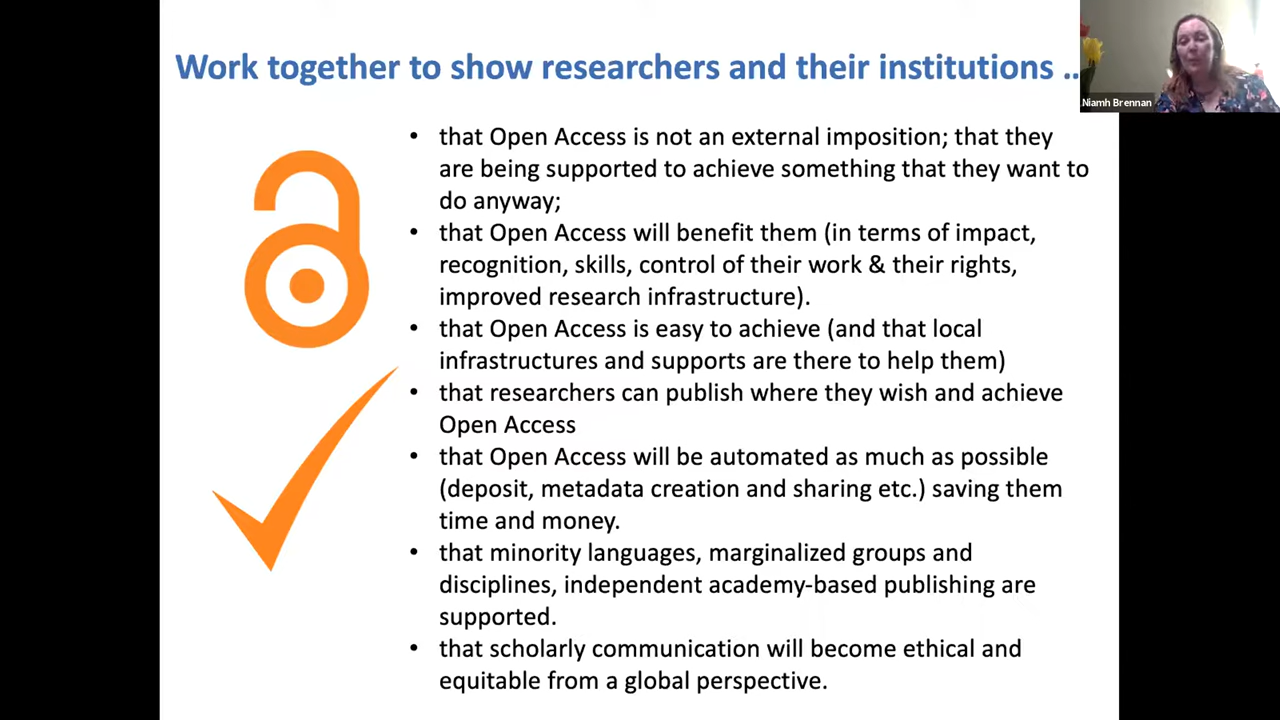 Work together to show researchers and their institutions ..
Niamh Brennan
• that Open Access is not an external imposition; that they
are being supported to achieve something that they want to
do anyway;
• that Open Access will benefit them (in terms of impact,
recognition, skills, control of their work & their rights,
improved research infrastructure).
• that Open Access is easy to achieve (and that local
infrastructures and supports are there to help them)
• that researchers can publish where they wish and achieve
Open Access
• that Open Access will be automated as much as possible
(deposit, metadata creation and sharing etc.) saving them
time and money.
• that minority languages, marginalized groups and
disciplines, independent academy-based publishing are
supported.
• that scholarly communication will become ethical and
equitable from a global perspective.